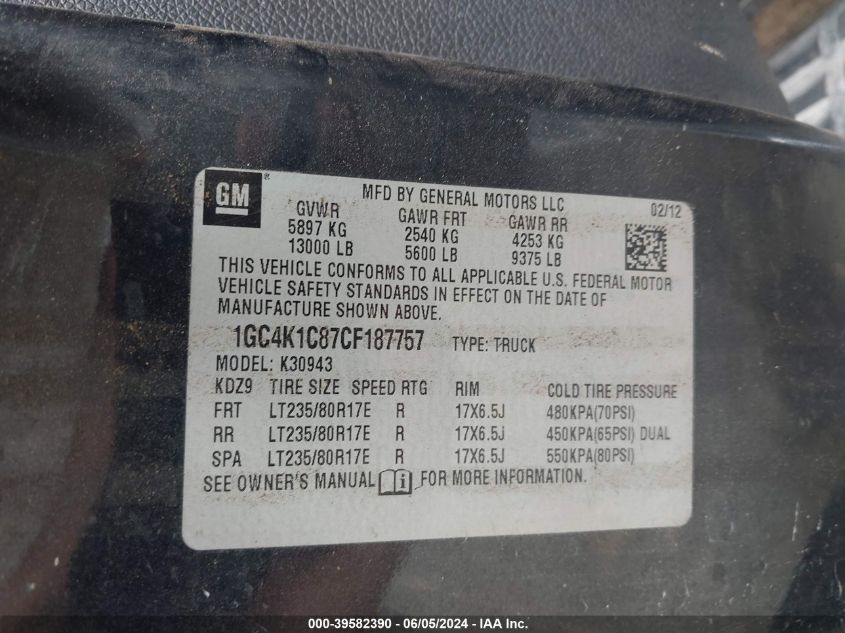 GM ®
MFD BY GENERAL MOTORS LLC 02/12
GVWR GAWR FRT GAWR RR
5897 KG 2540 KG 4253 KG
13000 LB 5600 LB 9375 LB
THIS VEHICLE CONFORMS TO ALL APPLICABLE U.S. FEDERAL MOTOR
VEHICLE SAFETY STANDARDS IN EFFECT ON THE DATE OF
MANUFACTURE SHOWN ABOVE.
1GC4K1C87CF187757 TYPE: TRUCK
MODEL: K30943
KDZ9 TIRE SIZE SPEED RTG RIM COLD TIRE PRESSURE
FRT LT235/80R17E R 17X6.5J 480KPA(70PSI)
RR LT235/80R17E R 17X6.5J 450KPA(65PSI) DUAL
SPA LT235/80R17E R 17X6.5J 550KPA(80PSI)
SEE OWNER'S MANUAL i FOR MORE INFORMATION.
000-39582390 - 06/05/2024 - IAA Inc.